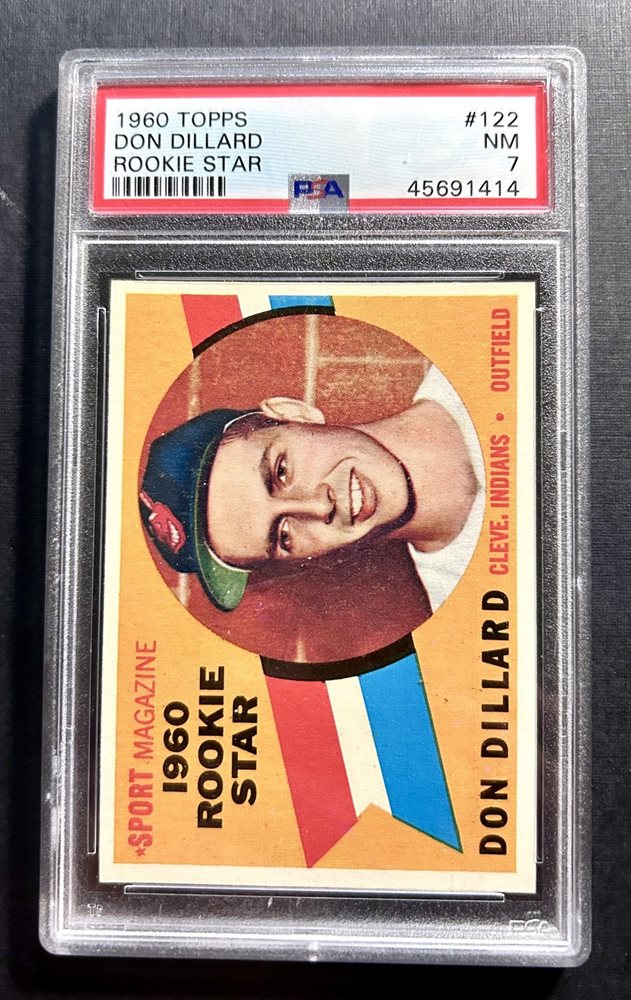 1960 TOPPS #122
DON DILLARD NM
ROOKIE STAR 7
PSA 45691414
★SPORT MAGAZINE
1960
ROOKIE
STAR
DON DILLARD CLEVE. INDIANS • OUTFIELD
PSA